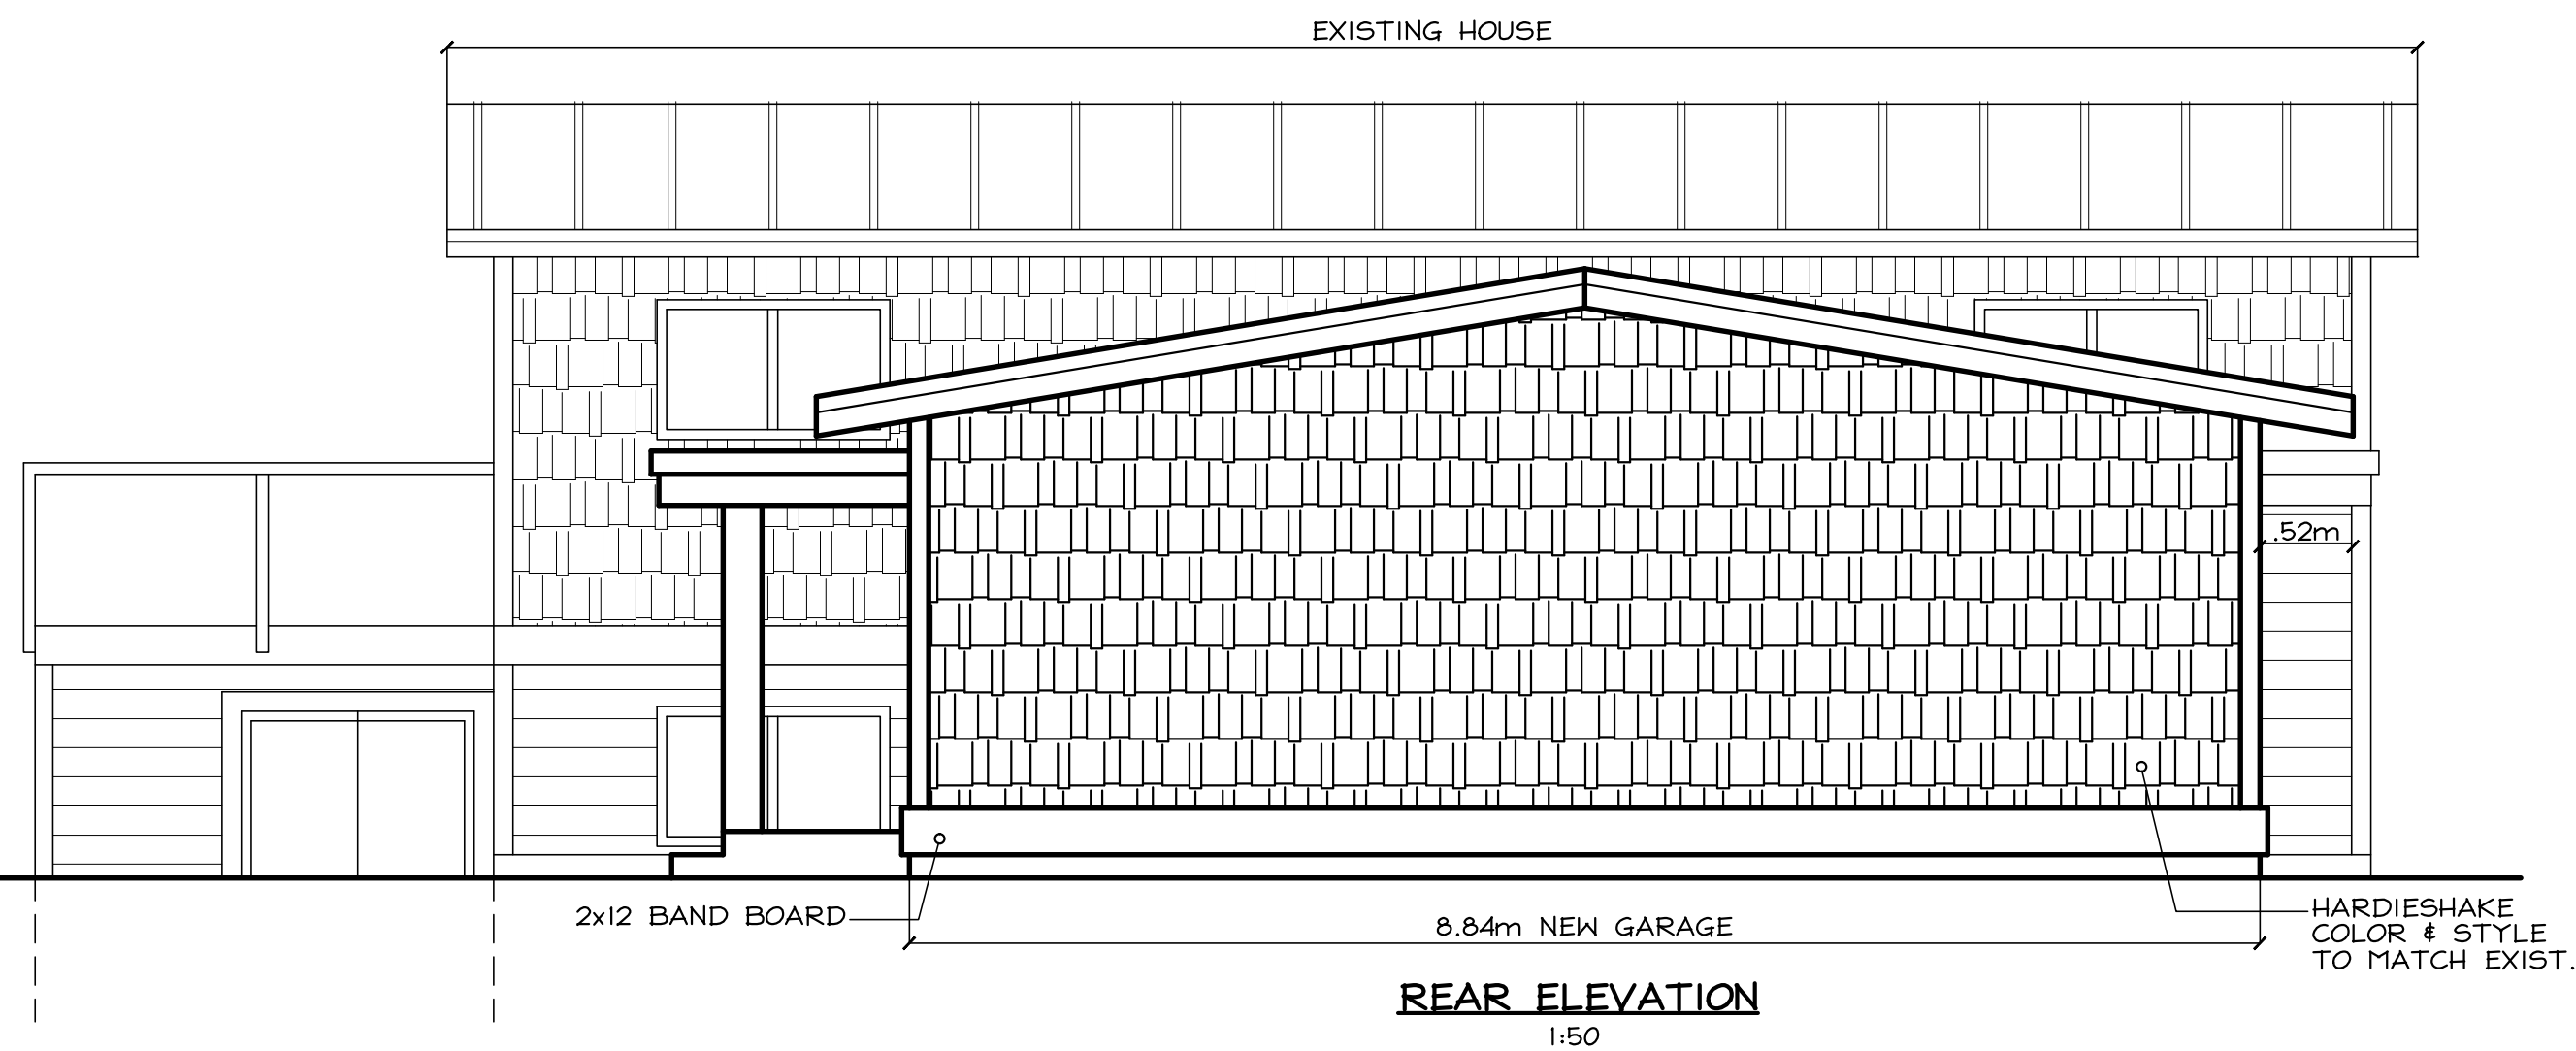 EXISTING HOUSE
.52m
2x12 BAND BOARD
8.84m NEW GARAGE
HARDIESHAKE
COLOR & STYLE
TO MATCH EXIST.
REAR ELEVATION
1:50